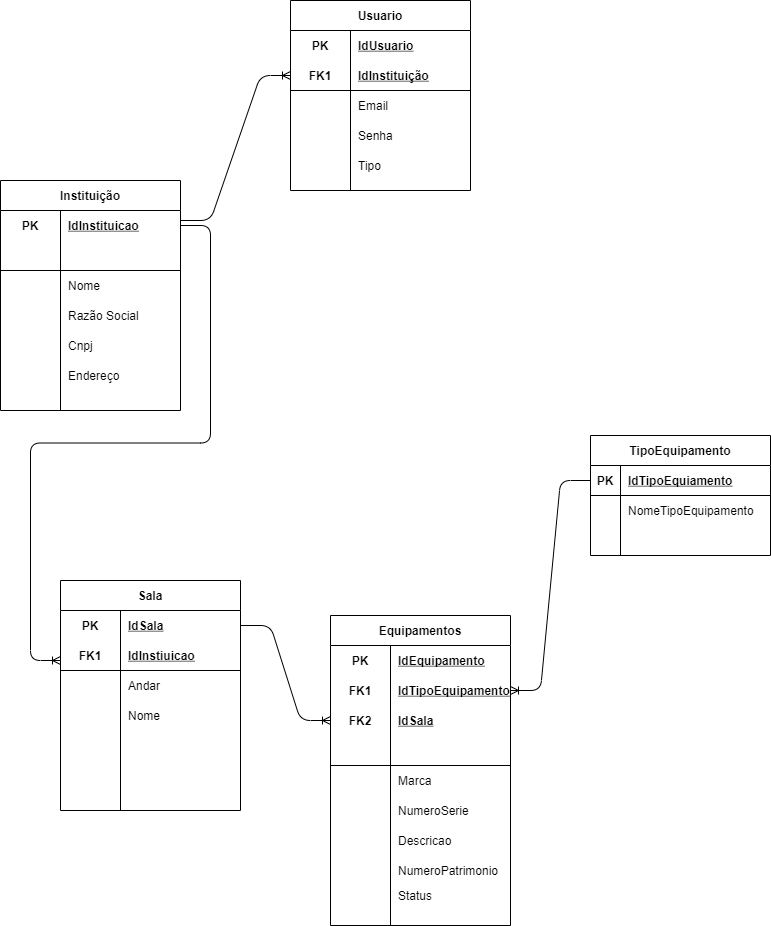 Usuario
PK IdUsuario
FK1 IdInstituição
Email
Senha
Tipo
Instituição
PK IdInstituicao
Nome
Razão Social
Cnpj
Endereço
TipoEquipamento
PK IdTipoEquiamento
NomeTipoEquipamento
Sala
PK IdSala
FK1 IdInstiuicao
Andar
Nome
Equipamentos
PK IdEquipamento
FK1 IdTipoEquipamento
FK2 IdSala
Marca
NumeroSerie
Descricao
NumeroPatrimonio
Status